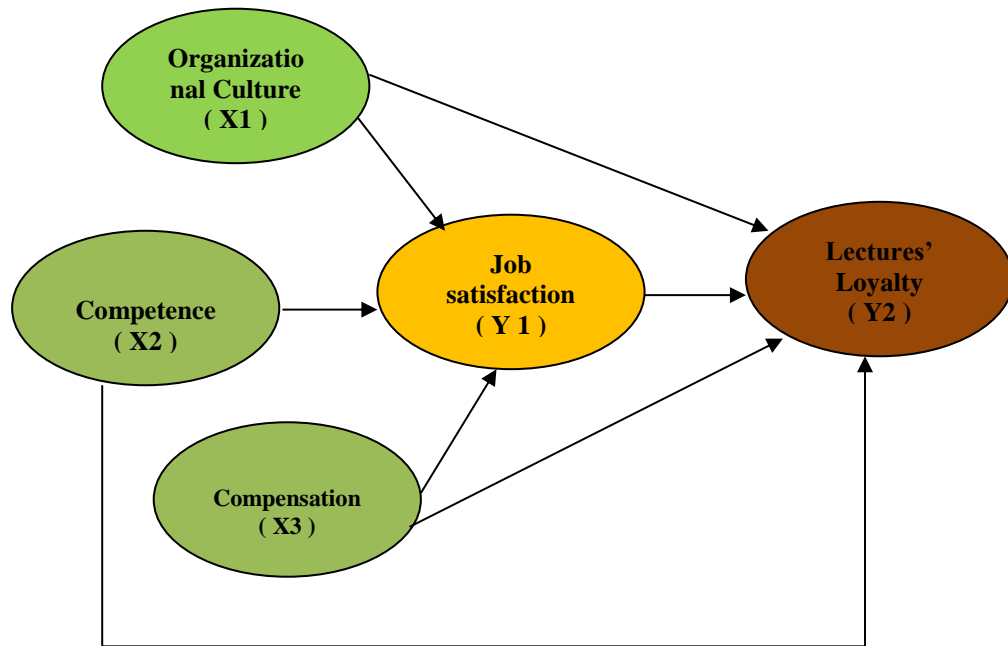 Organizatio
nal Culture
( X1 )
Job
satisfaction
( Y 1 )
Lectures’
Loyalty
( Y2 )
Competence
( X2 )
Compensation
( X3 )